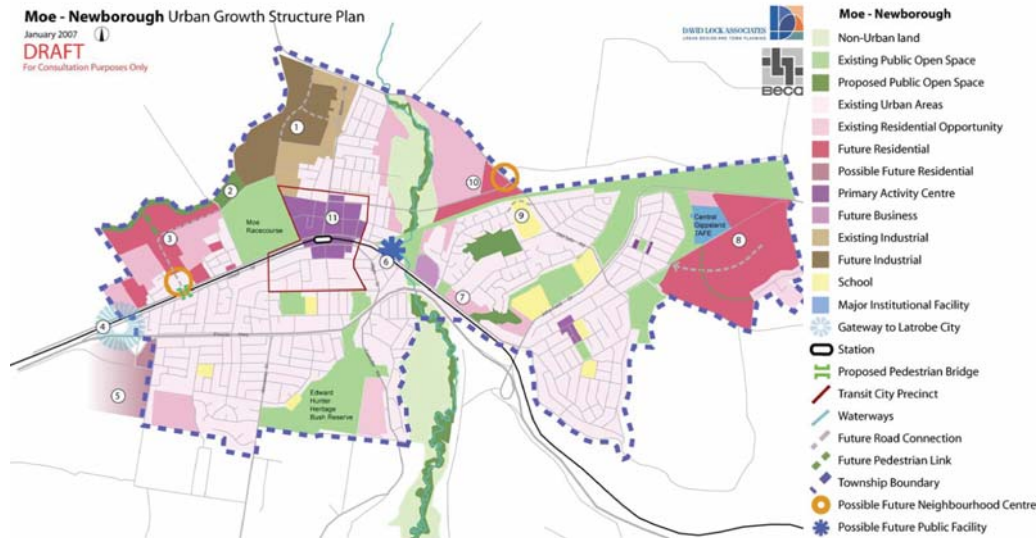 Moe - Newborough Urban Growth Structure Plan
January 2007
DRAFT
For Consultation Purposes Only
DAVID LOCK ASSOCIATES
URBAN DESIGN AND TOWN PLANNING
Beca
Moe - Newborough
Non-Urban land
Existing Public Open Space
Proposed Public Open Space
Existing Urban Areas
Existing Residential Opportunity
Future Residential
Possible Future Residential
Primary Activity Centre
Future Business
Existing Industrial
Future Industrial
School
Major Institutional Facility
Gateway to Latrobe City
Station
Proposed Pedestrian Bridge
Transit City Precinct
Waterways
Future Road Connection
Future Pedestrian Link
Township Boundary
Possible Future Neighbourhood Centre
Possible Future Public Facility
1
2
10
11
9
Moe
Racecourse
Central
Gippsland
TAFE
3
8
6
7
4
5
Edward
Hunter
Heritage
Bush Reserve